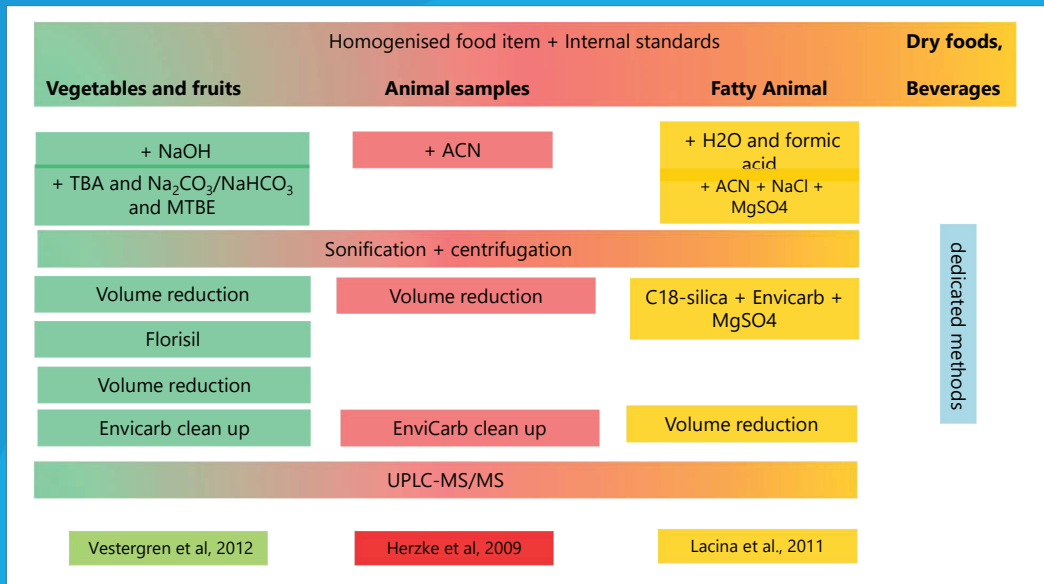 Homogenised food item + Internal standards
Dry foods,
Vegetables and fruits
Animal samples
Fatty Animal
Beverages
+ NaOH
+ TBA and Na₂CO₃/NaHCO₃
and MTBE
+ ACN
+ H2O and formic
acid
+ ACN + NaCl +
MgSO4
Sonification + centrifugation
Volume reduction
Florisil
Volume reduction
Envicarb clean up
Volume reduction
EnviCarb clean up
C18-silica + Envicarb +
MgSO4
Volume reduction
dedicated methods
UPLC-MS/MS
Vestergren et al, 2012
Herzke et al, 2009
Lacina et al., 2011